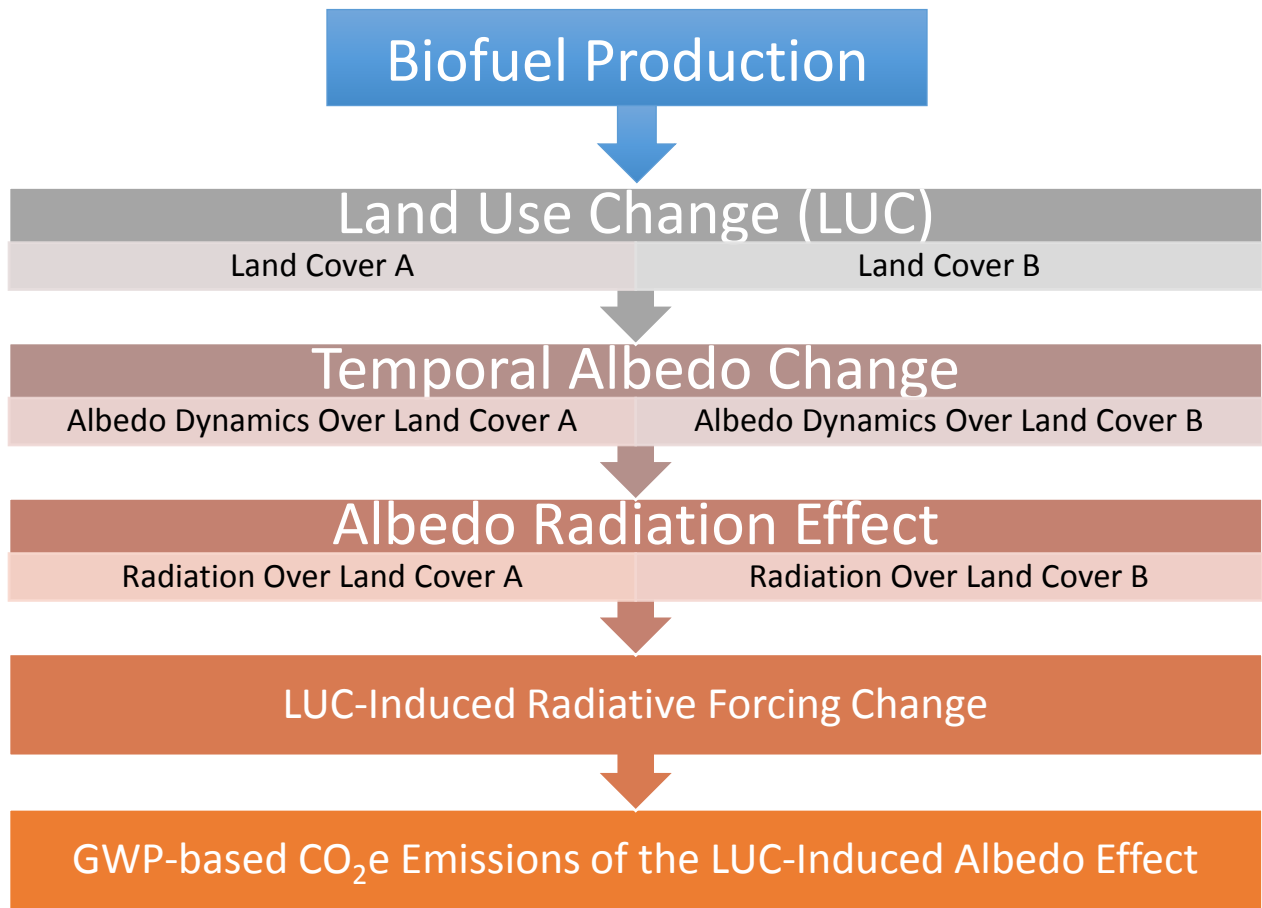 Biofuel Production
Land Use Change (LUC)
Land Cover A
Land Cover B
Temporal Albedo Change
Albedo Dynamics Over Land Cover A
Albedo Dynamics Over Land Cover B
Albedo Radiation Effect
Radiation Over Land Cover A
Radiation Over Land Cover B
LUC-Induced Radiative Forcing Change
GWP-based CO₂e Emissions of the LUC-Induced Albedo Effect